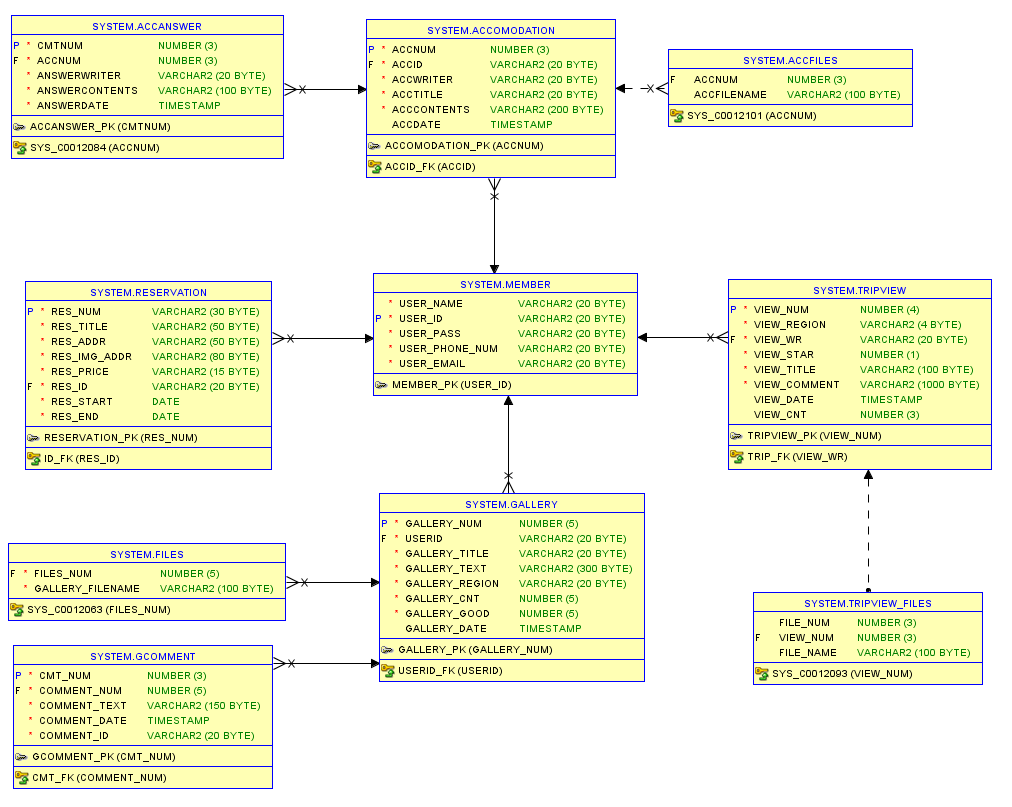 SYSTEM.ACCANSWER
P * CMTNUM NUMBER (3)
F * ACCNUM NUMBER (3)
* ANSWERWRITER VARCHAR2 (20 BYTE)
* ANSWERCONTENTS VARCHAR2 (100 BYTE)
* ANSWERDATE TIMESTAMP
ACCANSWER_PK (CMTNUM)
SYS_C0012084 (ACCNUM)
SYSTEM.ACCOMODATION
P * ACCNUM NUMBER (3)
F * ACCID VARCHAR2 (20 BYTE)
* ACCWRITER VARCHAR2 (20 BYTE)
* ACCTITLE VARCHAR2 (20 BYTE)
* ACCCONTENTS VARCHAR2 (200 BYTE)
ACCDATE TIMESTAMP
ACCOMODATION_PK (ACCNUM)
ACCID_FK (ACCID)
SYSTEM.ACCFILES
F ACCNUM NUMBER (3)
ACCFILENAME VARCHAR2 (100 BYTE)
SYS_C0012101 (ACCNUM)
SYSTEM.RESERVATION
P * RES_NUM VARCHAR2 (30 BYTE)
* RES_TITLE VARCHAR2 (50 BYTE)
* RES_ADDR VARCHAR2 (50 BYTE)
* RES_IMG_ADDR VARCHAR2 (80 BYTE)
* RES_PRICE VARCHAR2 (15 BYTE)
F * RES_ID VARCHAR2 (20 BYTE)
* RES_START DATE
* RES_END DATE
RESERVATION_PK (RES_NUM)
ID_FK (RES_ID)
SYSTEM.MEMBER
* USER_NAME VARCHAR2 (20 BYTE)
P * USER_ID VARCHAR2 (20 BYTE)
* USER_PASS VARCHAR2 (20 BYTE)
* USER_PHONE_NUM VARCHAR2 (20 BYTE)
* USER_EMAIL VARCHAR2 (20 BYTE)
MEMBER_PK (USER_ID)
SYSTEM.TRIPVIEW
P * VIEW_NUM NUMBER (4)
* VIEW_REGION VARCHAR2 (4 BYTE)
F * VIEW_WR VARCHAR2 (20 BYTE)
* VIEW_STAR NUMBER (1)
* VIEW_TITLE VARCHAR2 (100 BYTE)
* VIEW_COMMENT VARCHAR2 (1000 BYTE)
VIEW_DATE TIMESTAMP
VIEW_CNT NUMBER (3)
TRIPVIEW_PK (VIEW_NUM)
TRIP_FK (VIEW_WR)
SYSTEM.FILES
F * FILES_NUM NUMBER (5)
* GALLERY_FILENAME VARCHAR2 (100 BYTE)
SYS_C0012063 (FILES_NUM)
SYSTEM.GALLERY
P * GALLERY_NUM NUMBER (5)
F * USERID VARCHAR2 (20 BYTE)
* GALLERY_TITLE VARCHAR2 (20 BYTE)
* GALLERY_TEXT VARCHAR2 (300 BYTE)
* GALLERY_REGION VARCHAR2 (20 BYTE)
* GALLERY_CNT NUMBER (5)
* GALLERY_GOOD NUMBER (5)
GALLERY_DATE TIMESTAMP
GALLERY_PK (GALLERY_NUM)
USERID_FK (USERID)
SYSTEM.TRIPVIEW_FILES
FILE_NUM NUMBER (3)
F VIEW_NUM NUMBER (3)
FILE_NAME VARCHAR2 (100 BYTE)
SYS_C0012093 (VIEW_NUM)
SYSTEM.GCOMMENT
P * CMT_NUM NUMBER (3)
F * COMMENT_NUM NUMBER (5)
* COMMENT_TEXT VARCHAR2 (150 BYTE)
* COMMENT_DATE TIMESTAMP
* COMMENT_ID VARCHAR2 (20 BYTE)
GCOMMENT_PK (CMT_NUM)
CMT_FK (COMMENT_NUM)